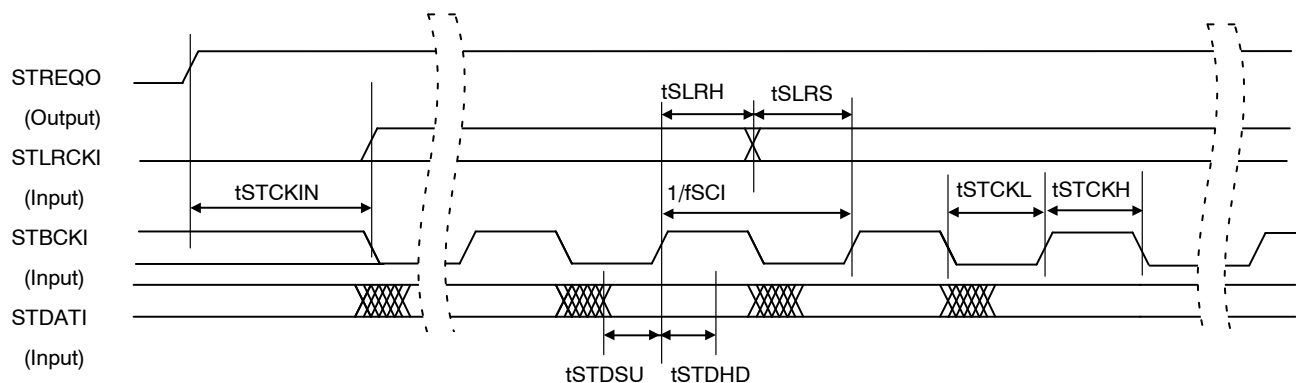 STREQO
(Output)
STLRCKI
(Input)
STBCKI
(Input)
STDATI
(Input)
tSLRH
tSLRS
tSTCKIN
1/fSCI
tSTCKL
tSTCKH
tSTDSU
tSTDHD